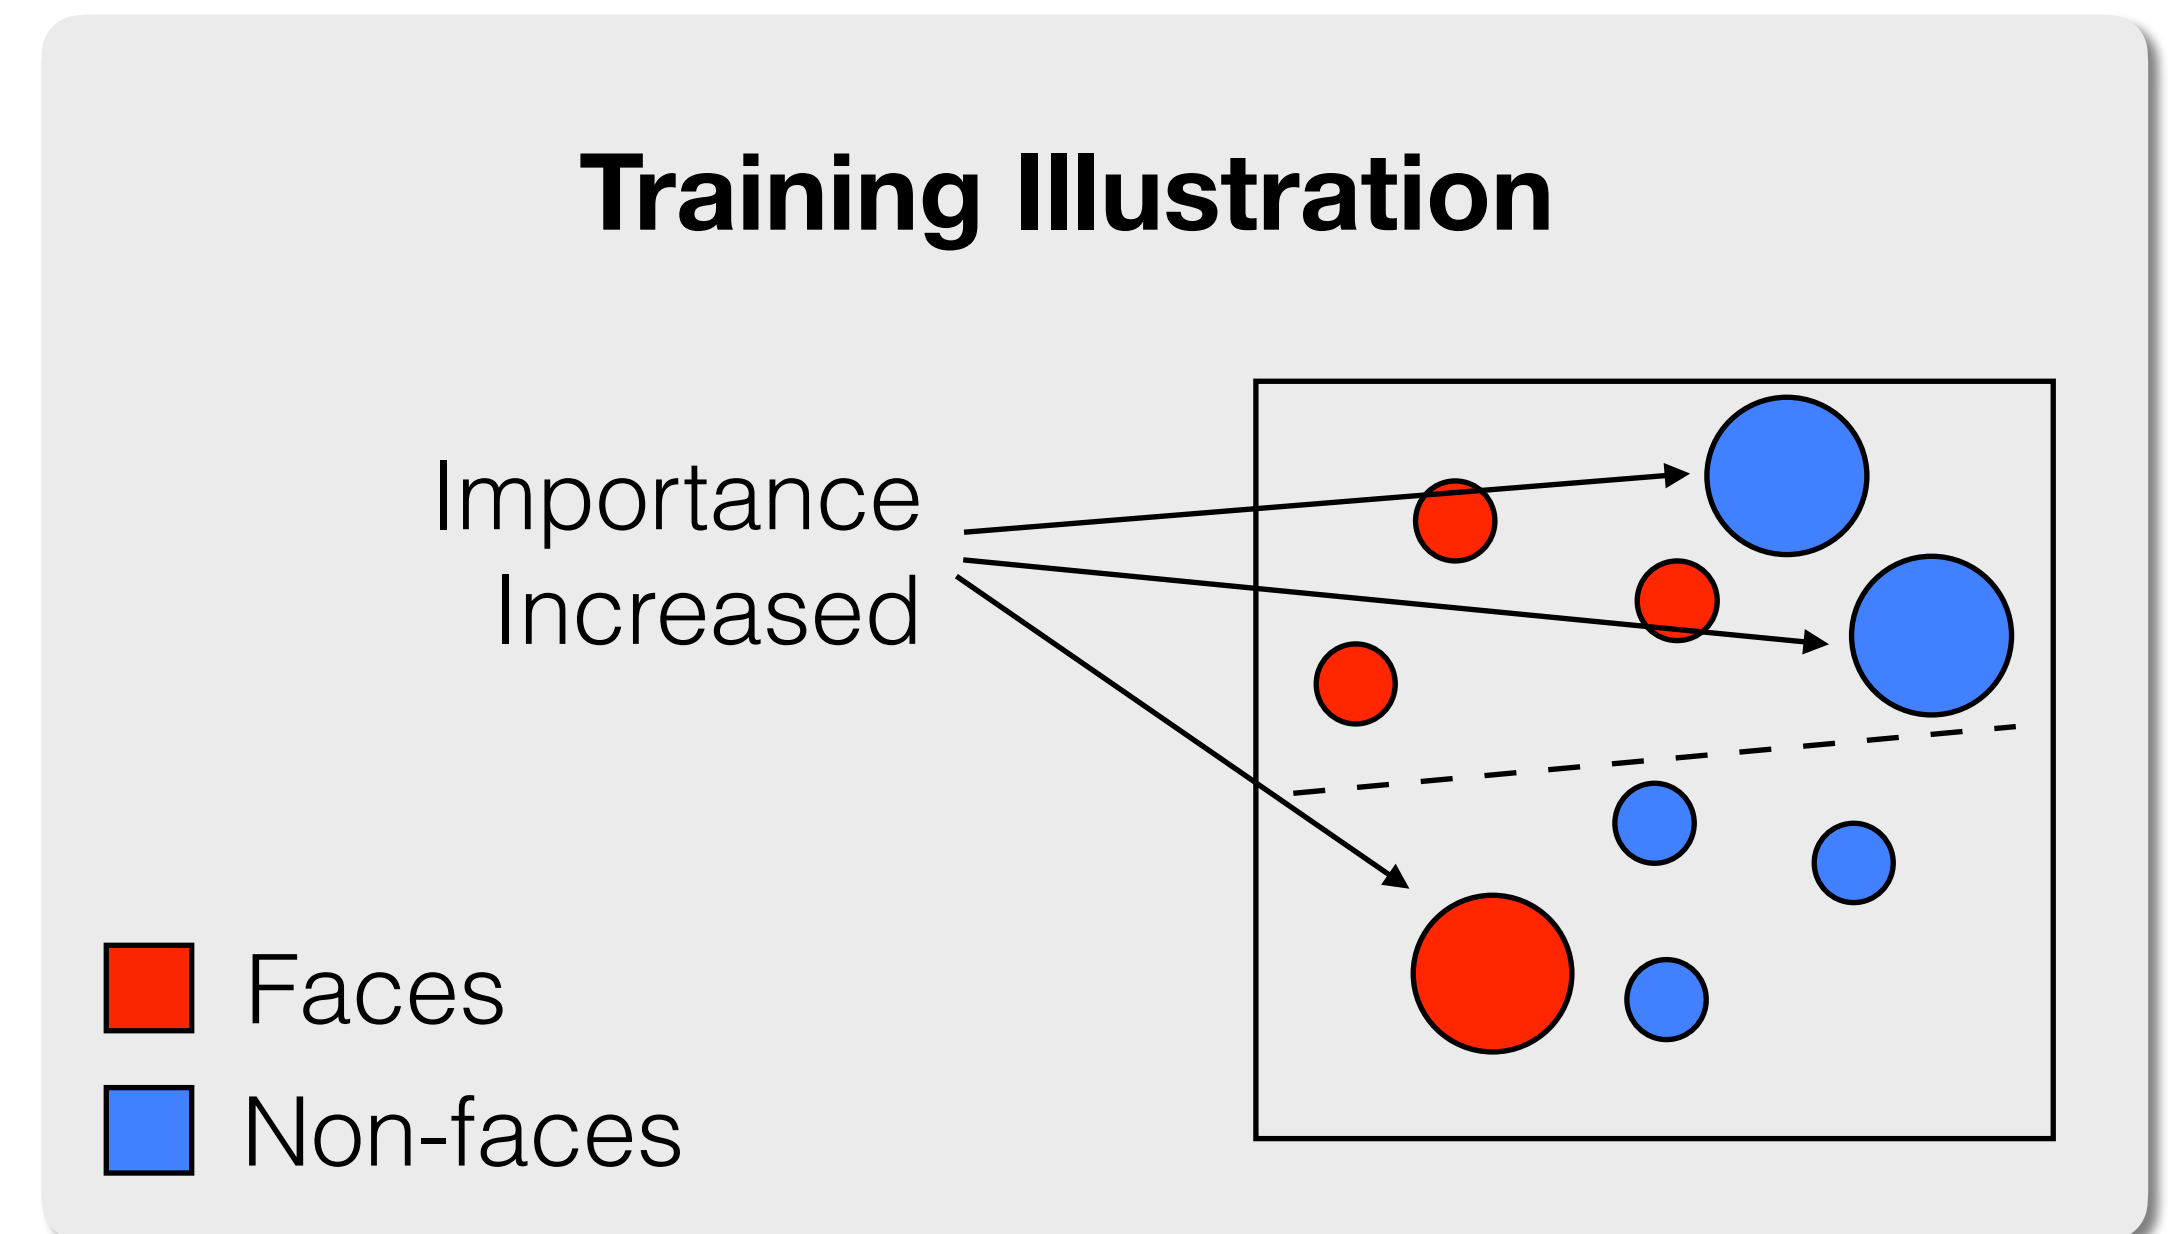 Training Illustration
Importance
Increased
Faces
Non-faces